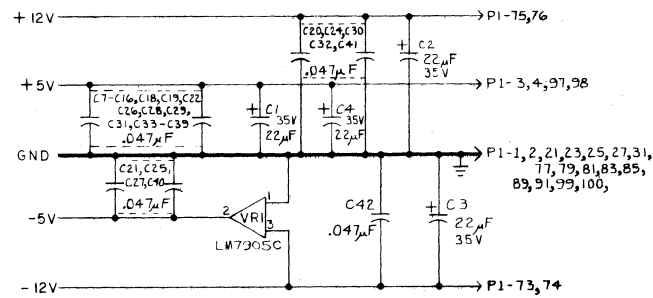 +12V
P1-75,76
C20,C24,C30
C32,C41
.047µF
+ C2
22µF
35V
+5V
P1-3,4,97,98
C7-C16,C18,C19,C22
C26,C28,C29,
C31,C33-C39
.047µF
+ C1
35V
22µF
+ C4
35V
22µF
GND
P1-1,2,21,23,25,27,31,
77,79,81,83,85,
89,91,99,100,
C21,C25,
C27,C40
.047µF
-5V
2
VR1
1
3
LM7905C
C42
.047µF
+ C3
22µF
35V
-12V
P1-73,74